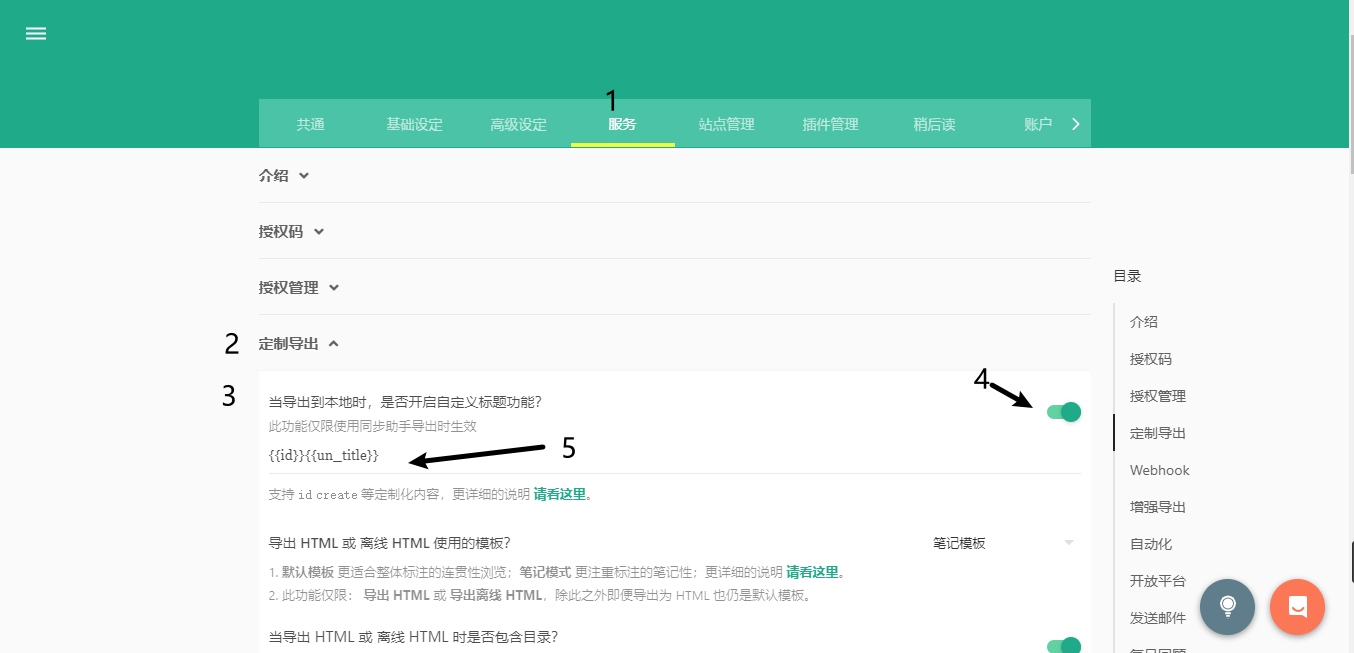 1
共通 基础设定 高级设定 服务 站点管理 插件管理 稍后读 账户
介绍
授权码
授权管理
目录
介绍
2 定制导出
授权码
3
4
当导出到本地时，是否开启自定义标题功能？
授权管理
此功能仅限使用同步助手导出时生效
定制导出
5
{{id}}{{un_title}}
Webhook
支持 id create 等定制化内容，更详细的说明 请看这里。
增强导出
导出 HTML 或 离线 HTML 使用的模板？ 笔记模板
自动化
1. 默认模板 更适合整体标注的连贯性浏览；笔记模式 更注重标注的笔记性；更详细的说明 请看这里。
开放平台
2. 此功能仅限： 导出 HTML 或 导出离线 HTML，除此之外即便导出为 HTML 也仍是默认模板。
发送邮件
当导出 HTML 或 离线 HTML 时是否包含目录？